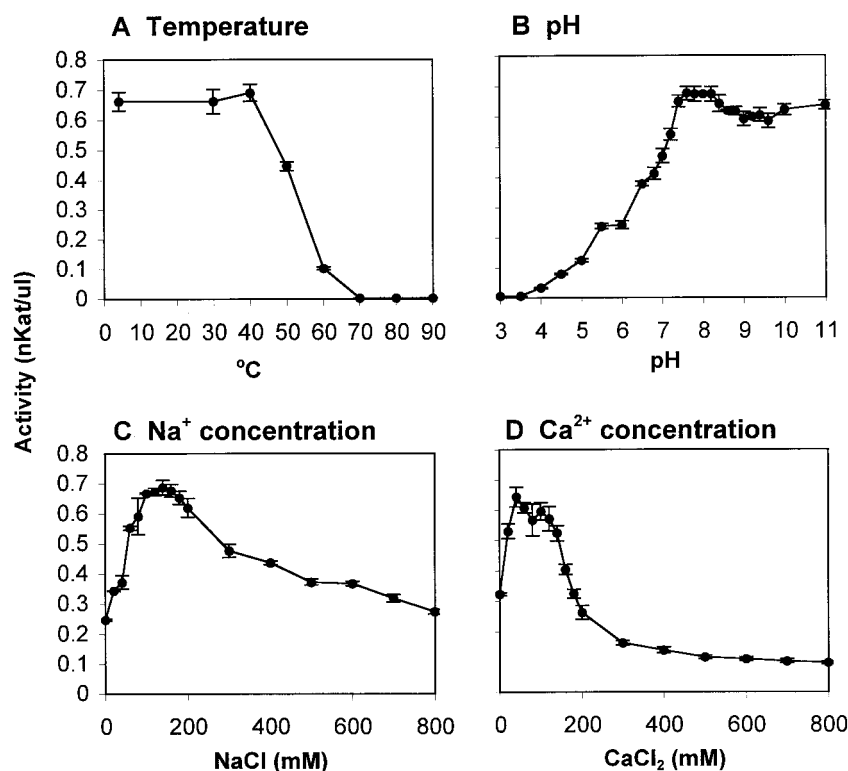 A Temperature
B pH
Activity (nKat/ul)
0.8
0.7
0.6
0.5
0.4
0.3
0.2
0.1
0
0 10 20 30 40 50 60 70 80 90
°C
3 4 5 6 7 8 9 10 11
pH
C Na⁺ concentration
D Ca²⁺ concentration
0.8
0.7
0.6
0.5
0.4
0.3
0.2
0.1
0
0 200 400 600 800
NaCl (mM)
0 200 400 600 800
CaCl₂ (mM)